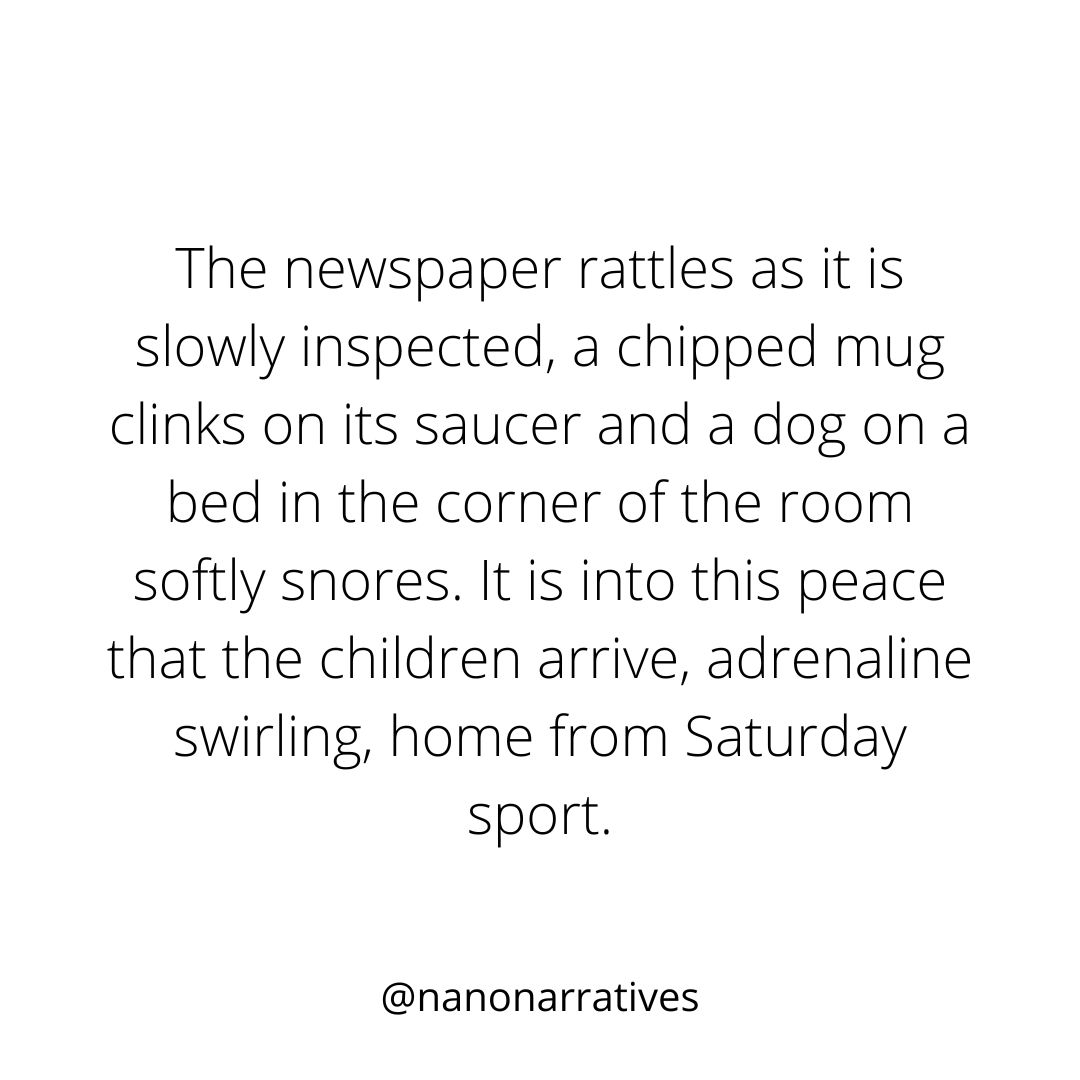 The newspaper rattles as it is
slowly inspected, a chipped mug
clinks on its saucer and a dog on a
bed in the corner of the room
softly snores. It is into this peace
that the children arrive, adrenaline
swirling, home from Saturday
sport.
@nanonarratives